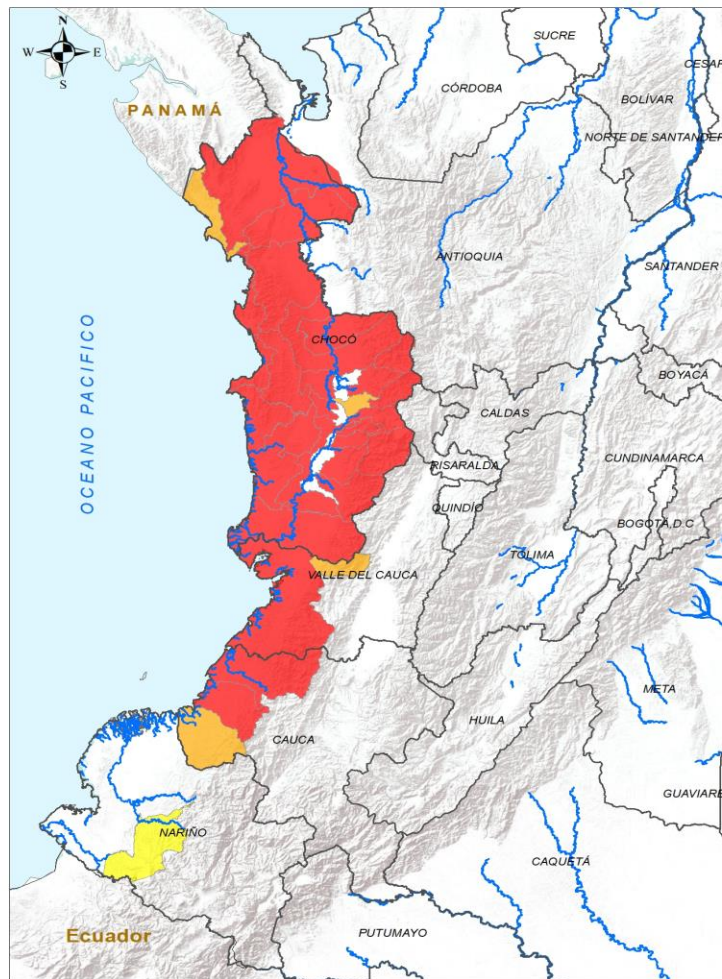 SUCRE
N
W E
S
CESAR
CÓRDOBA
BOLÍVAR
PANAMÁ
NORTE DE SANTANDER
ANTIOQUIA
SANTANDER
OCEANO PACIFICO
CHOCÓ
BOYACÁ
CALDAS
CUNDINAMARCA
RISARALDA
QUINDÍO
BOGOTÁ, D.C
TOLIMA
VALLE DEL CAUCA
META
HUILA
CAUCA
GUAVIARE
NARIÑO
CAQUETÁ
Ecuador
PUTUMAYO